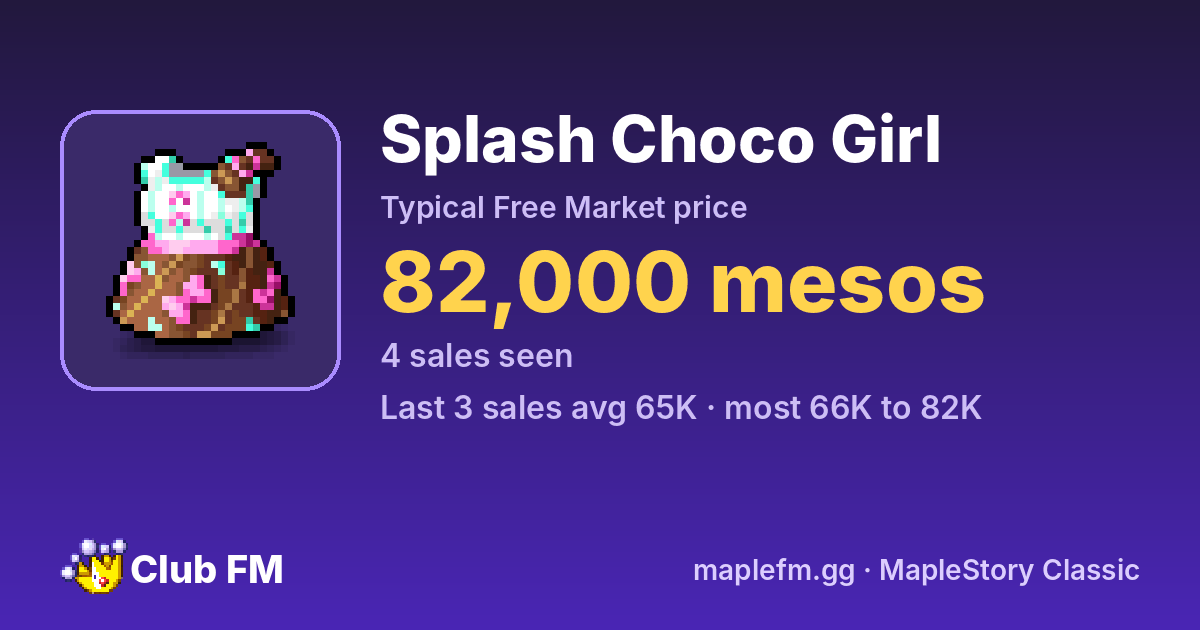 Splash Choco Girl
Typical Free Market price
82,000 mesos
4 sales seen
Last 3 sales avg 65K · most 66K to 82K
Club FM
maplefm.gg · MapleStory Classic